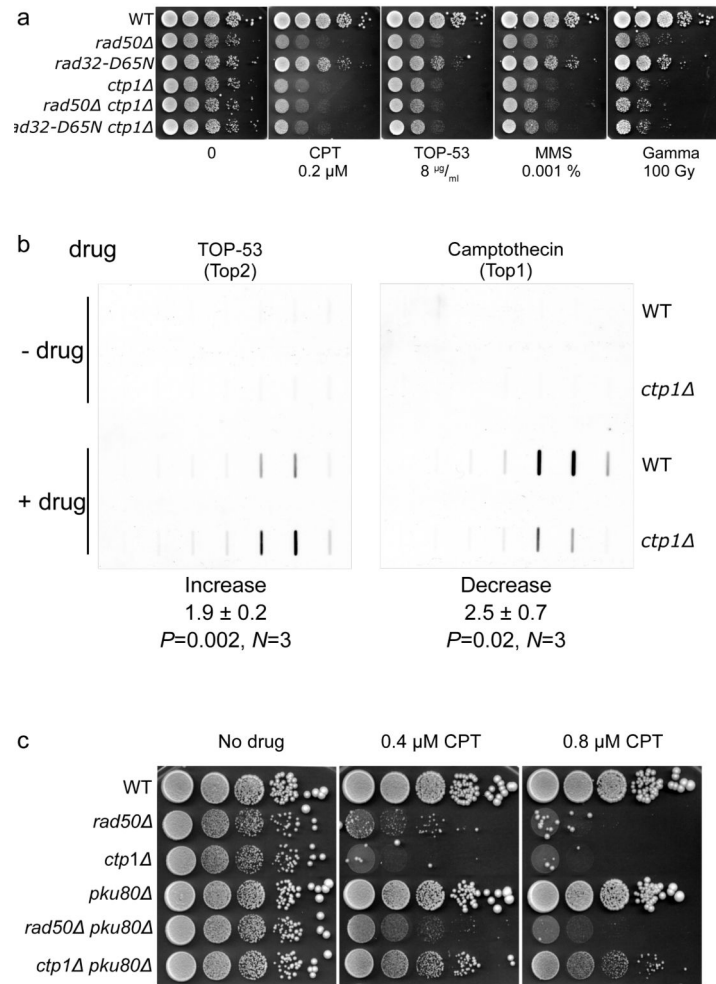 a
WT
rad50Δ
rad32-D65N
ctp1Δ
rad50Δ ctp1Δ
ad32-D65N ctp1Δ
0
CPT
0.2 µM
TOP-53
8 µg/ml
MMS
0.001 %
Gamma
100 Gy
b
drug
TOP-53
(Top2)
Camptothecin
(Top1)
- drug
WT
ctp1Δ
+ drug
WT
ctp1Δ
Increase
1.9 ± 0.2
P=0.002, N=3
Decrease
2.5 ± 0.7
P=0.02, N=3
c
No drug
0.4 µM CPT
0.8 µM CPT
WT
rad50Δ
ctp1Δ
pku80Δ
rad50Δ pku80Δ
ctp1Δ pku80Δ